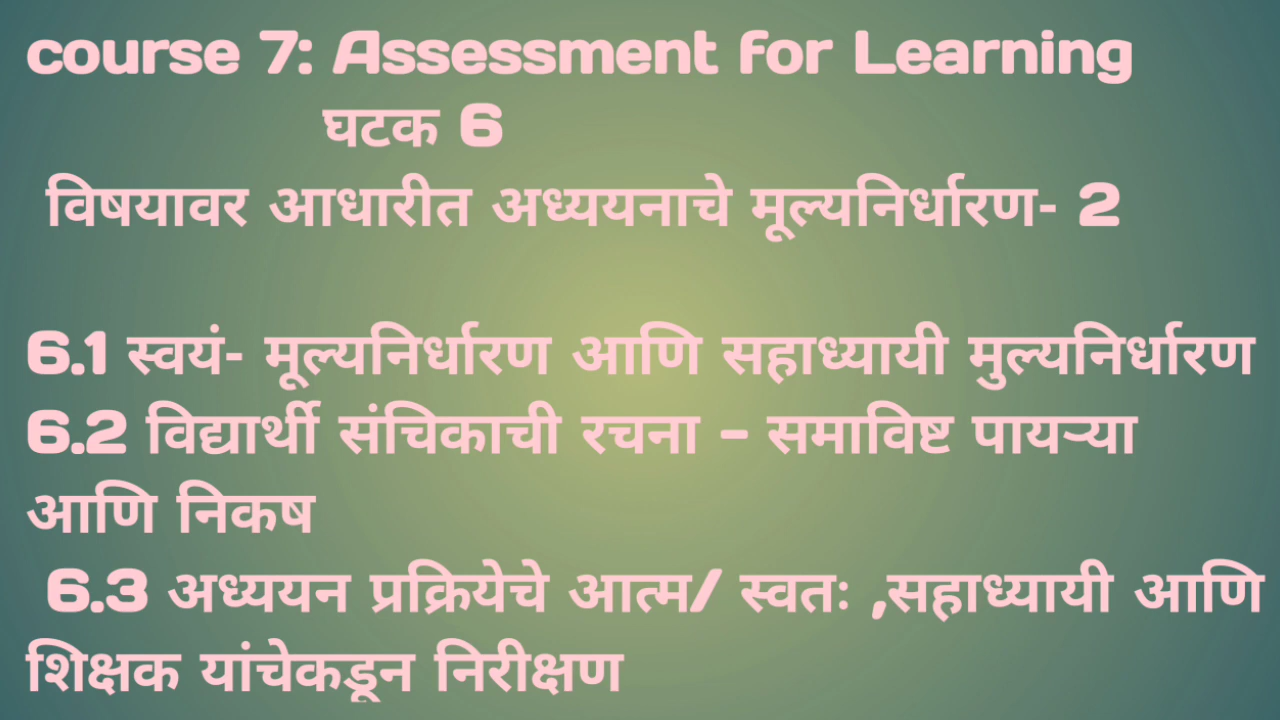 course 7: Assessment for Learning
घटक 6
विषयावर आधारीत अध्ययनाचे मूल्यनिर्धारण- 2
6.1 स्वयं- मूल्यनिर्धारण आणि सहाध्यायी मुल्यनिर्धारण
6.2 विद्यार्थी संचिकाची रचना – समाविष्ट पायऱ्या
आणि निकष
6.3 अध्ययन प्रक्रियेचे आत्म/ स्वतः ,सहाध्यायी आणि
शिक्षक यांचेकडून निरीक्षण